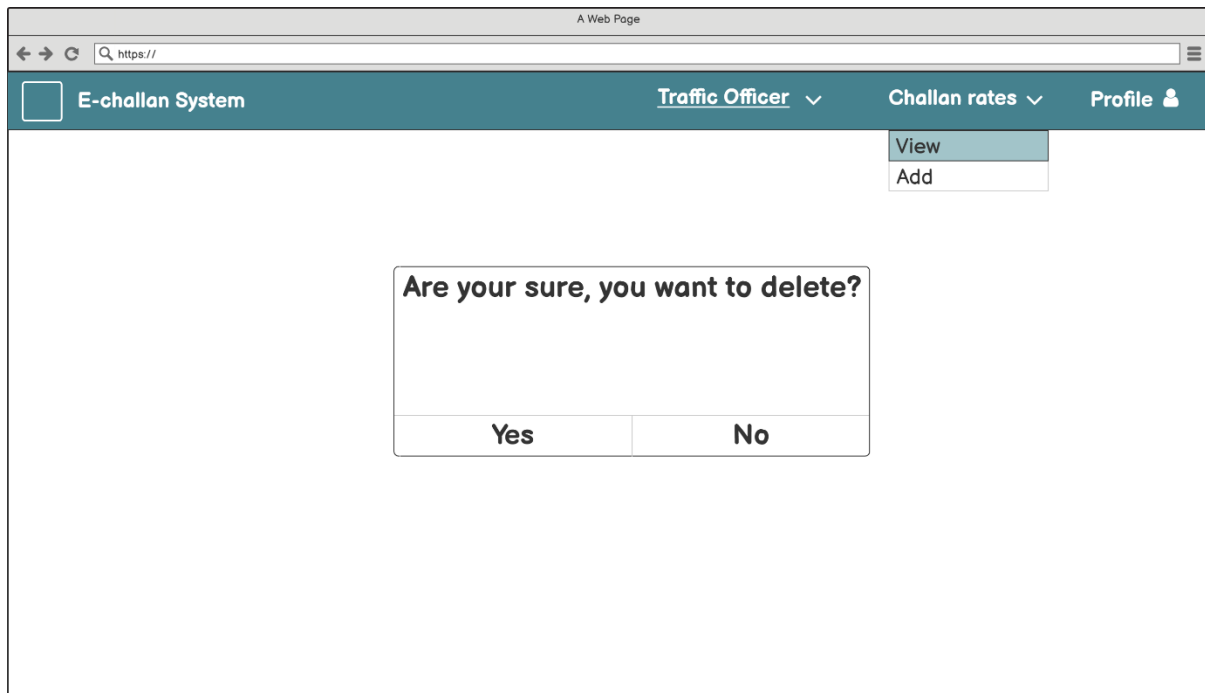 A Web Page
https://
E-challan System Traffic Officer Challan rates Profile
View
Add
Are your sure, you want to delete?
Yes No